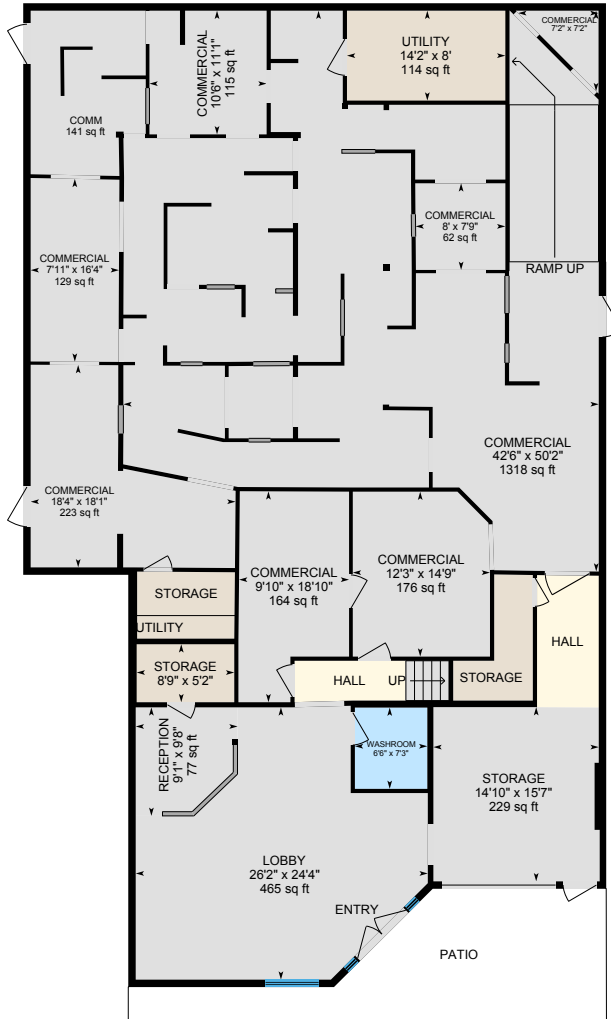 COMMERCIAL
7'2" x 7'2"
UTILITY
14'2" x 8'
114 sq ft
COMMERCIAL
10'6" x 11'1"
115 sq ft
COMM
141 sq ft
COMMERCIAL
8' x 7'9"
62 sq ft
COMMERCIAL
7'11" x 16'4"
129 sq ft
RAMP UP
COMMERCIAL
42'6" x 50'2"
1318 sq ft
COMMERCIAL
18'4" x 18'1"
223 sq ft
COMMERCIAL
9'10" x 18'10"
164 sq ft
COMMERCIAL
12'3" x 14'9"
176 sq ft
STORAGE
UTILITY
HALL
STORAGE
8'9" x 5'2"
HALL
UP
STORAGE
RECEPTION
9'1" x 9'8"
77 sq ft
WASHROOM
6'6" x 7'3"
STORAGE
14'10" x 15'7"
229 sq ft
LOBBY
26'2" x 24'4"
465 sq ft
ENTRY
PATIO